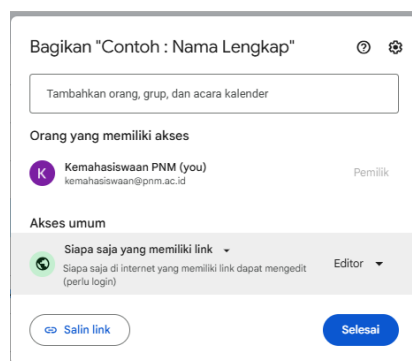 Bagikan "Contoh : Nama Lengkap"
Tambahkan orang, grup, dan acara kalender
Orang yang memiliki akses
K
Kemahasiswaan PNM (you)
kemahasiswaan@pnm.ac.id
Pemilik
Akses umum
Siapa saja yang memiliki link
Siapa saja di internet yang memiliki link dapat mengedit
(perlu login)
Editor
Salin link
Selesai